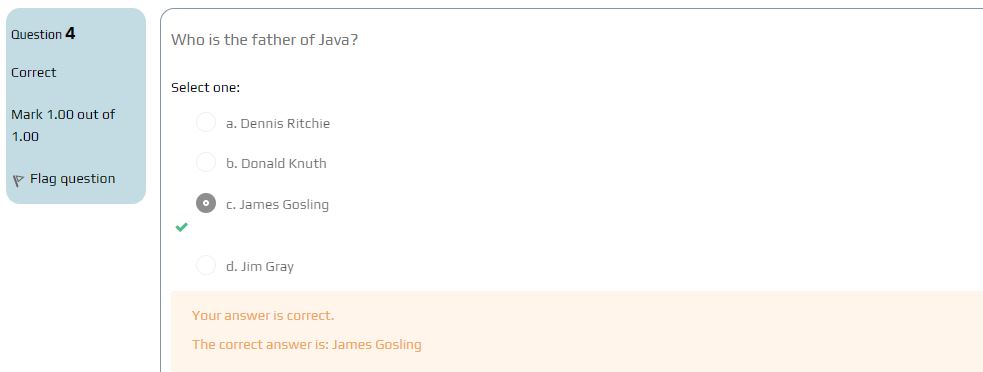 Question 4
Correct
Mark 1.00 out of
1.00
Flag question
Who is the father of Java?
Select one:
a. Dennis Ritchie
b. Donald Knuth
c. James Gosling
d. Jim Gray
Your answer is correct.
The correct answer is: James Gosling